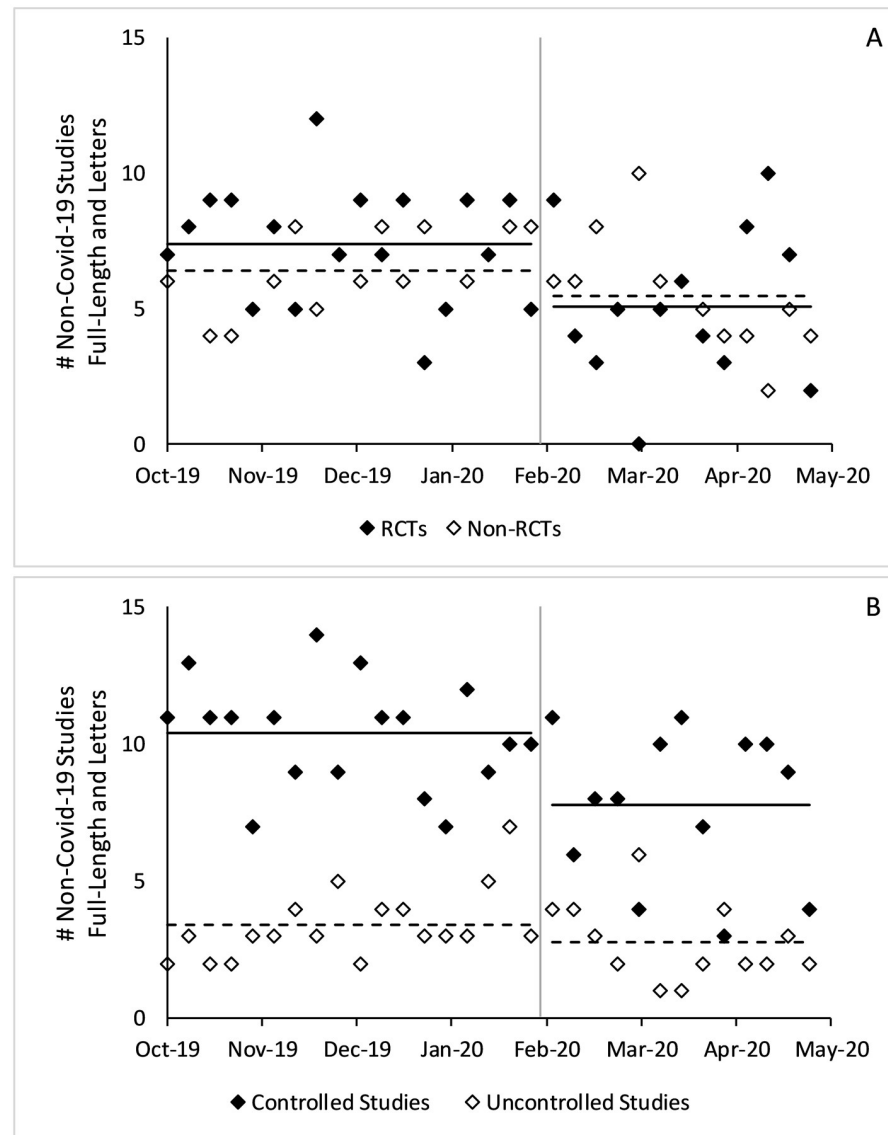 A
15
10
5
0
# Non-Covid-19 Studies
Full-Length and Letters
Oct-19 Nov-19 Dec-19 Jan-20 Feb-20 Mar-20 Apr-20 May-20
RCTs Non-RCTs
B
15
10
5
0
# Non-Covid-19 Studies
Full-Length and Letters
Oct-19 Nov-19 Dec-19 Jan-20 Feb-20 Mar-20 Apr-20 May-20
Controlled Studies Uncontrolled Studies